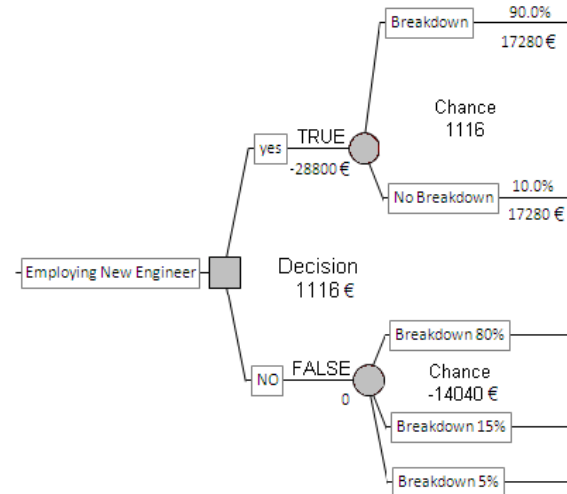 Breakdown
90.0%
17280 €
Chance
1116
yes
TRUE
-28800 €
No Breakdown
10.0%
17280 €
Employing New Engineer
Decision
1116 €
Breakdown 80%
NO
FALSE
0
Chance
-14040 €
Breakdown 15%
Breakdown 5%